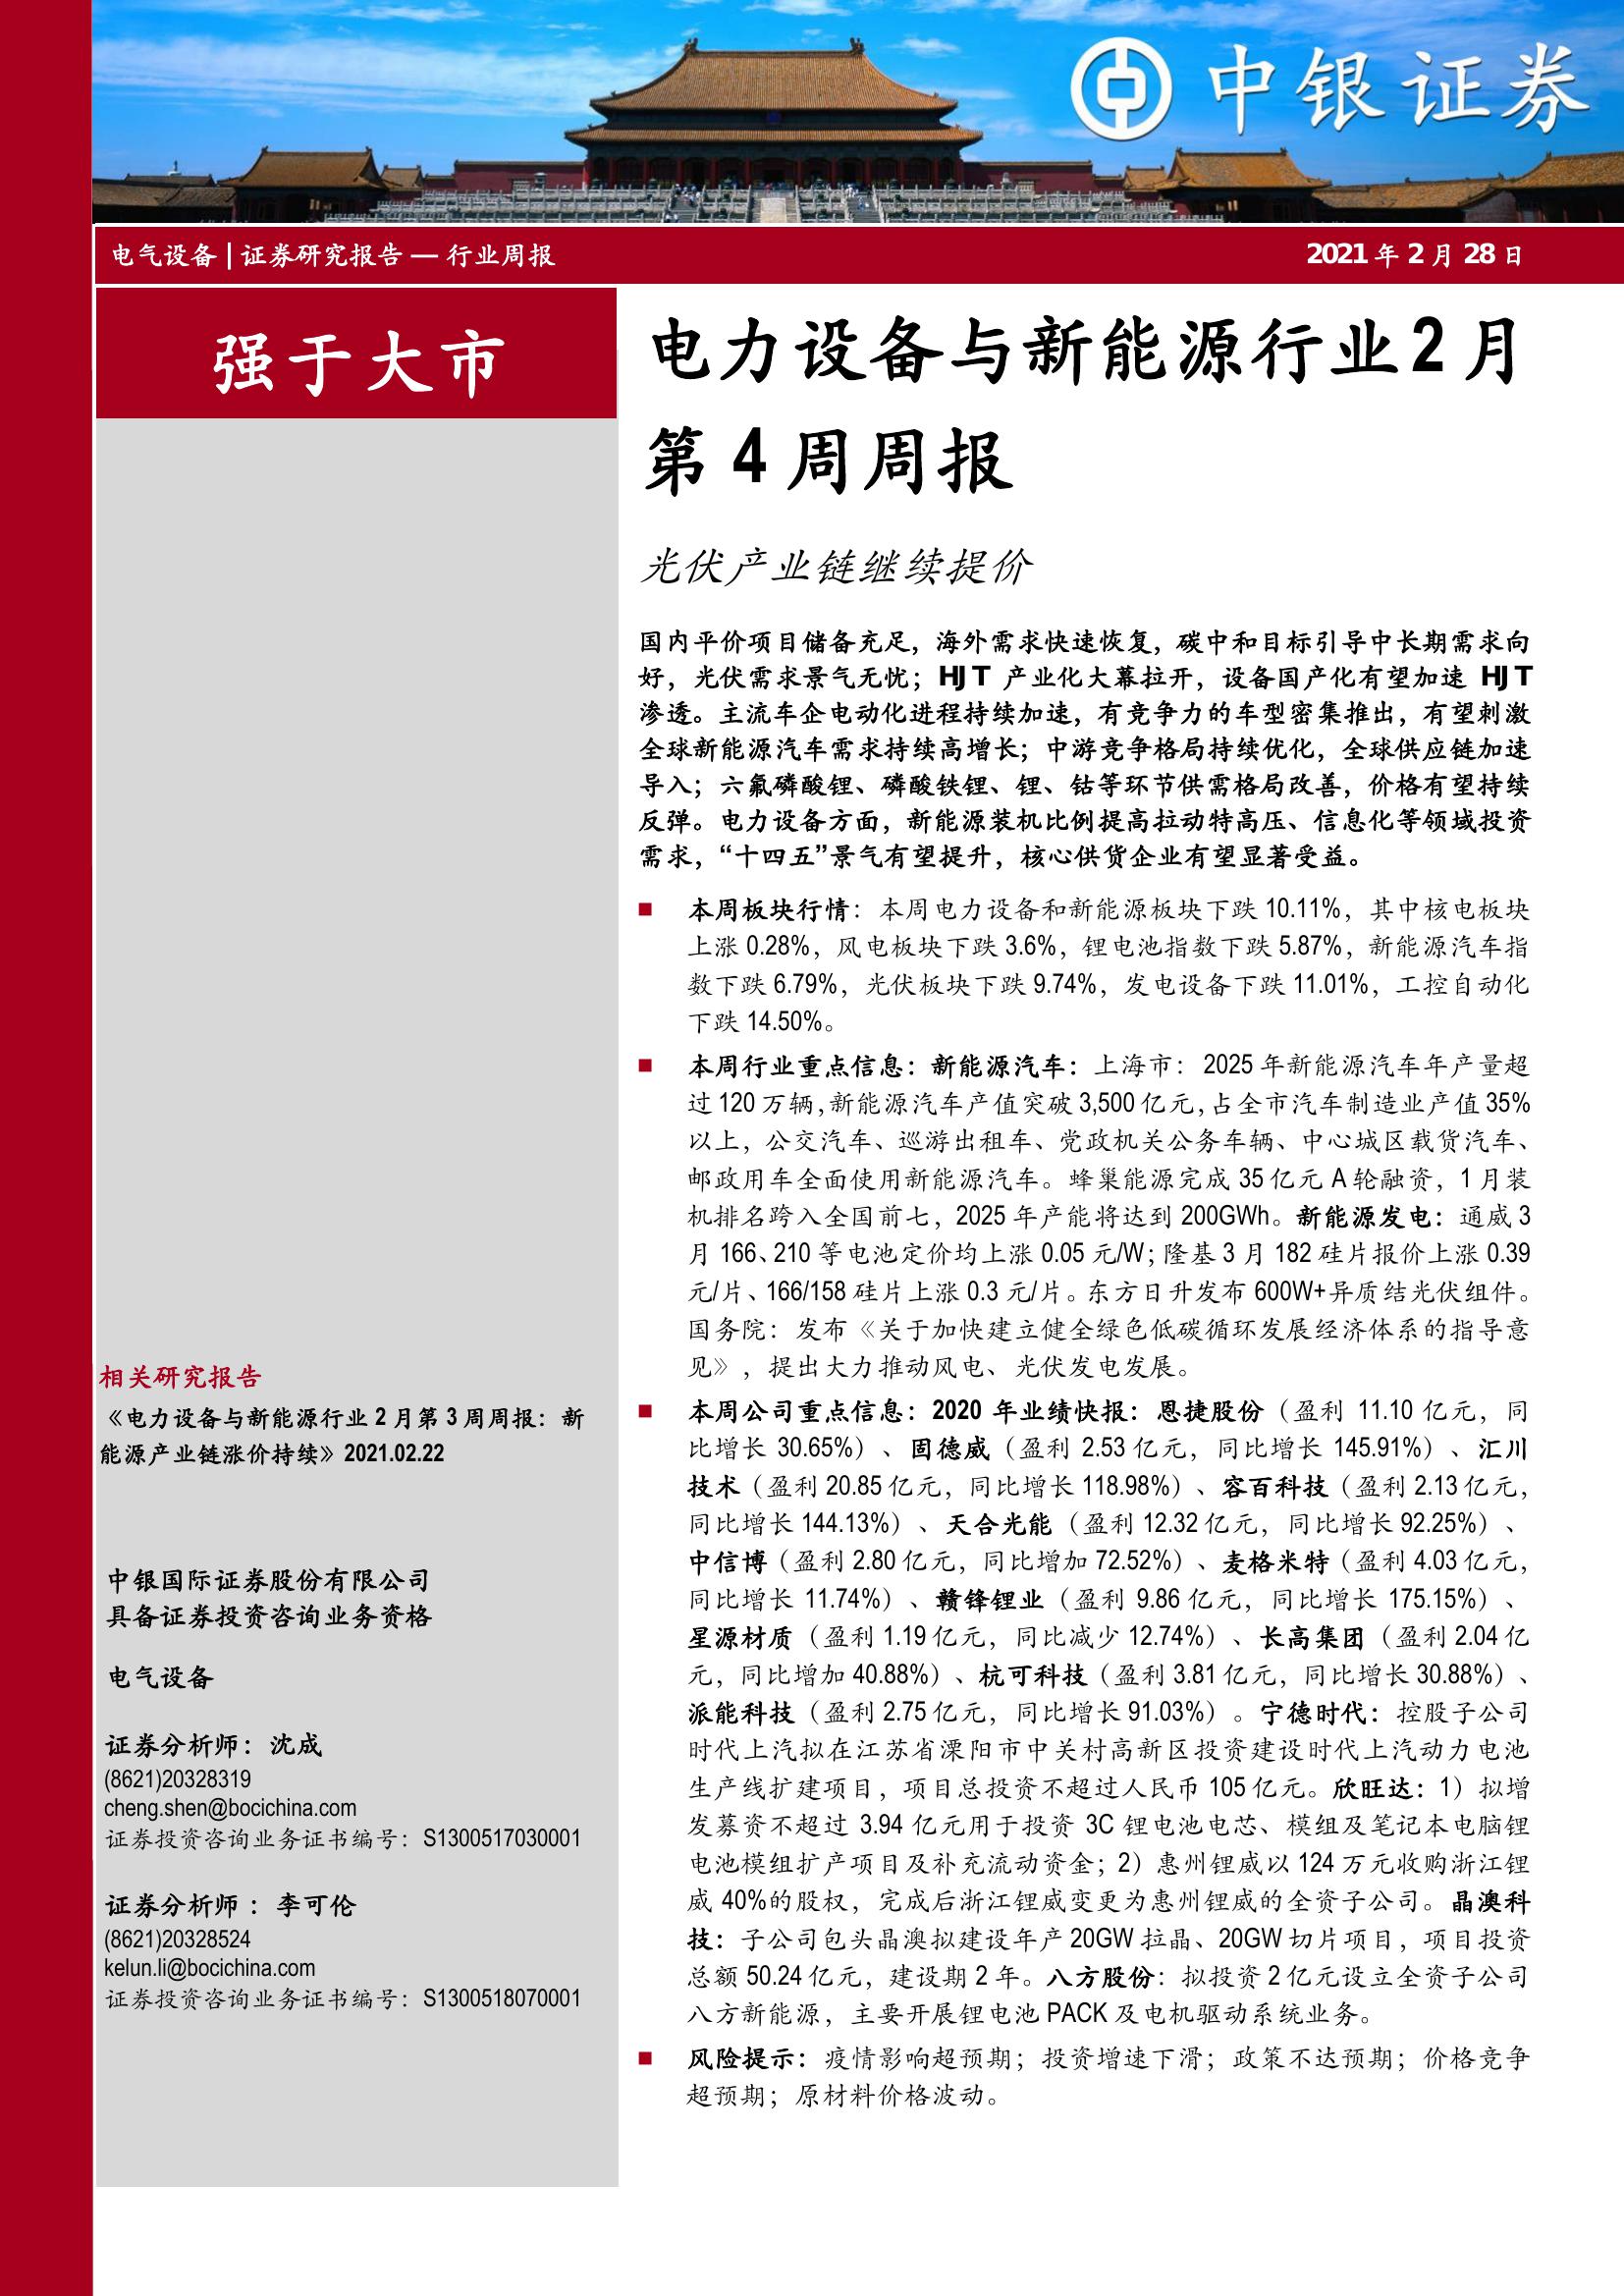 中银证券
电气设备 | 证券研究报告 — 行业周报
2021 年 2 月 28 日
强于大市
电力设备与新能源行业2月
第 4 周周报
光伏产业链继续提价
国内平价项目储备充足，海外需求快速恢复，碳中和目标引导中长期需求向
好，光伏需求景气无忧；HJT 产业化大幕拉开，设备国产化有望加速 HJT
渗透。主流车企电动化进程持续加速，有竞争力的车型密集推出，有望刺激
全球新能源汽车需求持续高增长；中游竞争格局持续优化，全球供应链加速
导入；六氟磷酸锂、磷酸铁锂、锂、钴等环节供需格局改善，价格有望持续
反弹。电力设备方面，新能源装机比例提高拉动特高压、信息化等领域投资
需求，“十四五”景气有望提升，核心供货企业有望显著受益。
■ 本周板块行情：本周电力设备和新能源板块下跌 10.11%，其中核电板块
上涨 0.28%，风电板块下跌 3.6%，锂电池指数下跌 5.87%，新能源汽车指
数下跌 6.79%，光伏板块下跌 9.74%，发电设备下跌 11.01%，工控自动化
下跌 14.50%。
■ 本周行业重点信息：新能源汽车：上海市：2025 年新能源汽车年产量超
过 120 万辆，新能源汽车产值突破 3,500 亿元，占全市汽车制造业产值 35%
以上，公交汽车、巡游出租车、党政机关公务车辆、中心城区载货汽车、
邮政用车全面使用新能源汽车。蜂巢能源完成 35 亿元 A 轮融资，1 月装
机排名跨入全国前七，2025 年产能将达到 200GWh。新能源发电：通威 3
月 166、210 等电池定价均上涨 0.05 元/W；隆基 3 月 182 硅片报价上涨 0.39
元/片、166/158 硅片上涨 0.3 元/片。东方日升发布 600W+异质结光伏组件。
国务院：发布《关于加快建立健全绿色低碳循环发展经济体系的指导意
见》，提出大力推动风电、光伏发电发展。
■ 本周公司重点信息：2020 年业绩快报：恩捷股份（盈利 11.10 亿元，同
比增长 30.65%）、固德威（盈利 2.53 亿元，同比增长 145.91%）、汇川
技术（盈利 20.85 亿元，同比增长 118.98%）、容百科技（盈利 2.13 亿元，
同比增长 144.13%）、天合光能（盈利 12.32 亿元，同比增长 92.25%）、
中信博（盈利 2.80 亿元，同比增加 72.52%）、麦格米特（盈利 4.03 亿元，
同比增长 11.74%）、赣锋锂业（盈利 9.86 亿元，同比增长 175.15%）、
星源材质（盈利 1.19 亿元，同比减少 12.74%）、长高集团（盈利 2.04 亿
元，同比增加 40.88%）、杭可科技（盈利 3.81 亿元，同比增长 30.88%）、
派能科技（盈利 2.75 亿元，同比增长 91.03%）。宁德时代：控股子公司
时代上汽拟在江苏省溧阳市中关村高新区投资建设时代上汽动力电池
生产线扩建项目，项目总投资不超过人民币 105 亿元。欣旺达：1）拟增
发募资不超过 3.94 亿元用于投资 3C 锂电池电芯、模组及笔记本电脑锂
电池模组扩产项目及补充流动资金；2）惠州锂威以 124 万元收购浙江锂
威 40%的股权，完成后浙江锂威变更为惠州锂威的全资子公司。晶澳科
技：子公司包头晶澳拟建设年产 20GW 拉晶、20GW 切片项目，项目投资
总额 50.24 亿元，建设期 2 年。八方股份：拟投资 2 亿元设立全资子公司
八方新能源，主要开展锂电池 PACK 及电机驱动系统业务。
■ 风险提示：疫情影响超预期；投资增速下滑；政策不达预期；价格竞争
超预期；原材料价格波动。
相关研究报告
《电力设备与新能源行业 2 月第 3 周周报：新
能源产业链涨价持续》2021.02.22
中银国际证券股份有限公司
具备证券投资咨询业务资格
电气设备
证券分析师：沈成
(8621)20328319
cheng.shen@bocichina.com
证券投资咨询业务证书编号：S1300517030001
证券分析师 ：李可伦
(8621)20328524
kelun.li@bocichina.com
证券投资咨询业务证书编号：S1300518070001